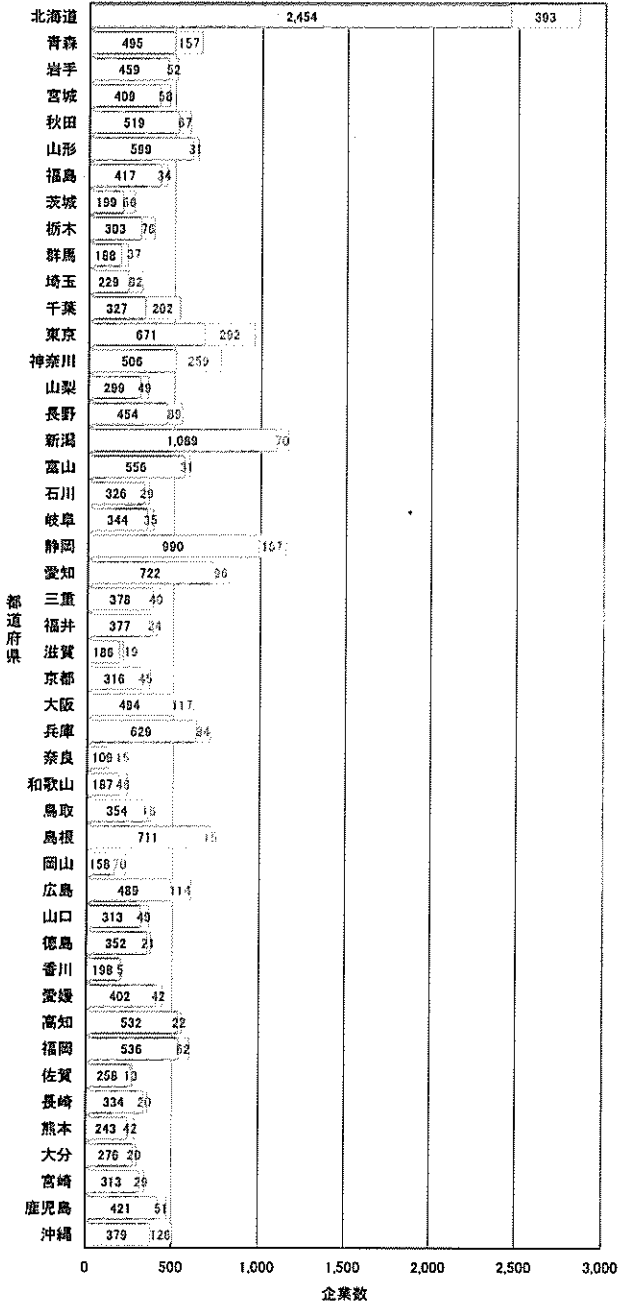 北海道 2,454 393
青森 495 157
岩手 459 52
宮城 409 58
秋田 519 67
山形 599 31
福島 417 34
茨城 199 66
栃木 303 76
群馬 188 37
埼玉 229 82
千葉 327 202
東京 671 292
神奈川 506 259
山梨 299 49
長野 454 89
新潟 1,089 70
富山 556 31
石川 326 29
岐阜 344 35
静岡 990 157
愛知 722 96
三重 378 40
福井 377 24
滋賀 186 19
京都 316 45
大阪 494 117
兵庫 629 84
奈良 109 15
和歌山 187 46
鳥取 354 16
島根 711 15
岡山 158 70
広島 489 114
山口 313 49
徳島 352 21
香川 198 5
愛媛 402 42
高知 532 22
福岡 536 62
佐賀 258 13
長崎 334 20
熊本 243 42
大分 276 20
宮崎 313 29
鹿児島 421 51
沖縄 379 120
都道府県
0 500 1,000 1,500 2,000 2,500 3,000
企業数